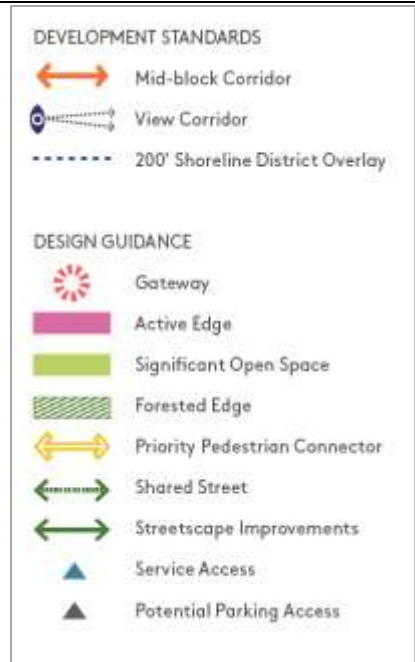 DEVELOPMENT STANDARDS
Mid-block Corridor
View Corridor
200' Shoreline District Overlay
DESIGN GUIDANCE
Gateway
Active Edge
Significant Open Space
Forested Edge
Priority Pedestrian Connector
Shared Street
Streetscape Improvements
Service Access
Potential Parking Access